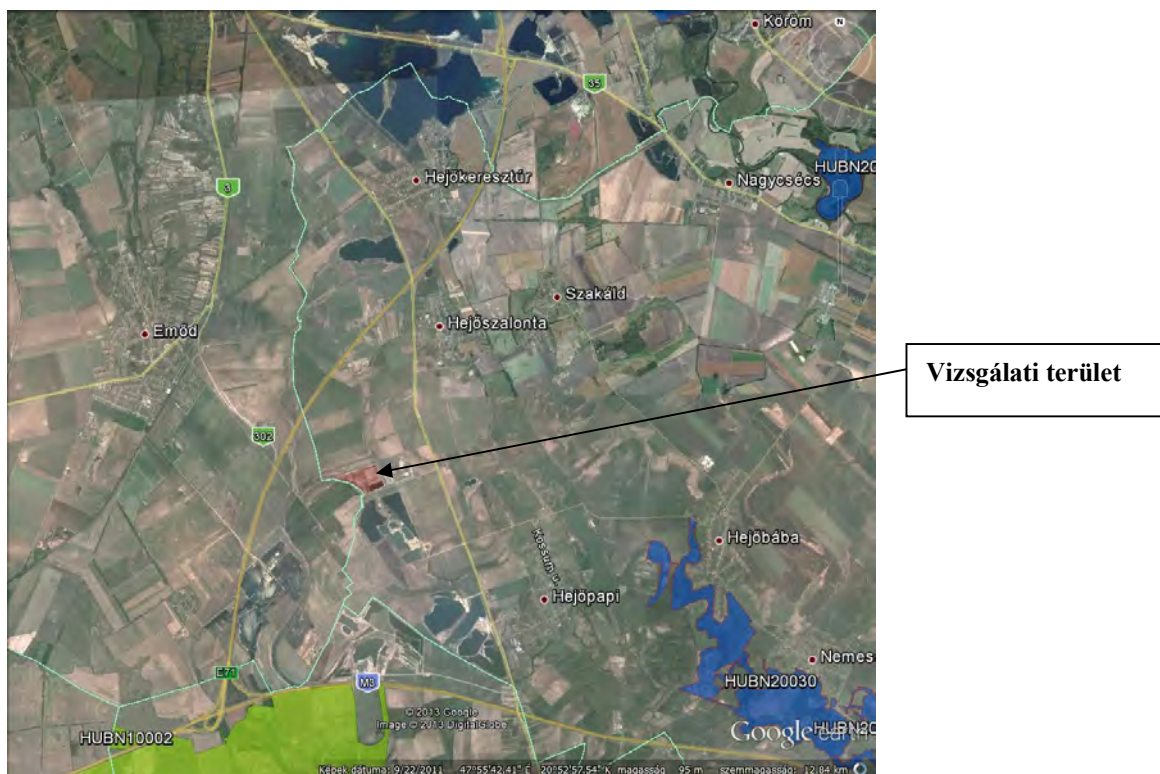 Köröm
N
35
HUBN20
3
Hejőkeresztúr
Nagycsécs
Szakáld
Emőd
Hejőszalonta
Vizsgálati terület
302
Hejőbába
Kossuth u.
Hejőpapi
Nemes
E71
M3
HUBN20030
© 2013 Google
Image © 2013 DigitalGlobe
Google earth
HUBN10002
HUBN20
Képek dátuma: 9/22/2011 47°55'42.41" É 20°52'57.54" K magasság 95 m szemmagasság: 12.84 km